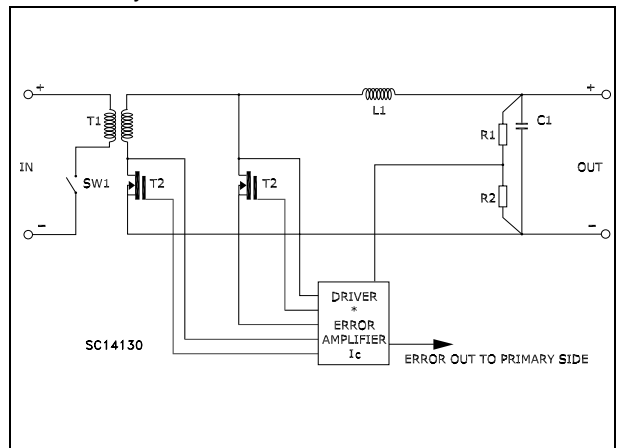 +
+
L1
T1
R1
C1
IN
SW1
T2
T2
OUT
R2
-
-
DRIVER
*
ERROR
AMPLIFIER
Ic
SC14130
ERROR OUT TO PRIMARY SIDE